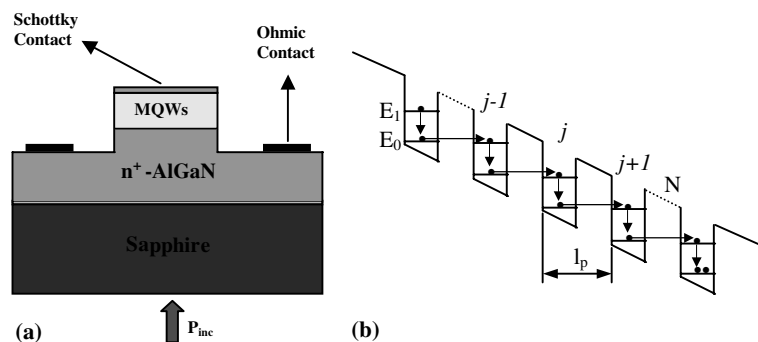 Schottky
Contact
Ohmic
Contact
MQWs
n⁺-AlGaN
Sapphire
Pinc
(a)
j-1
E₁
j
E₀
j+1
N
lₚ
(b)